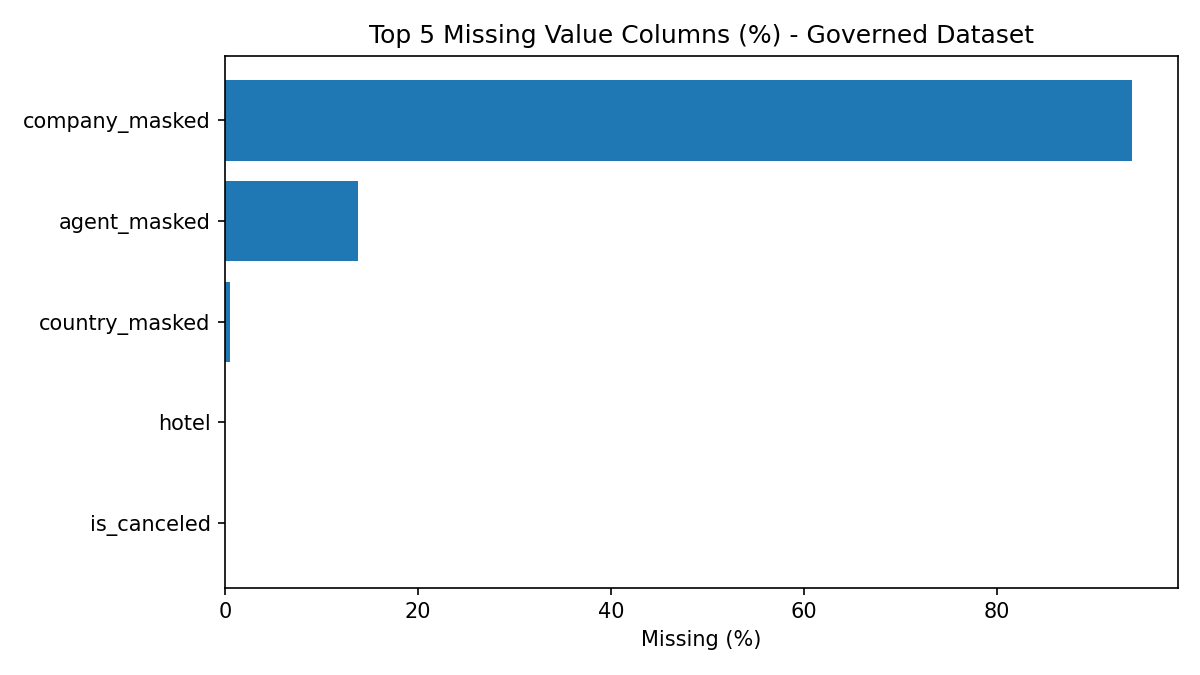 Top 5 Missing Value Columns (%) - Governed Dataset
company_masked
agent_masked
country_masked
hotel
is_canceled
0 20 40 60 80
Missing (%)